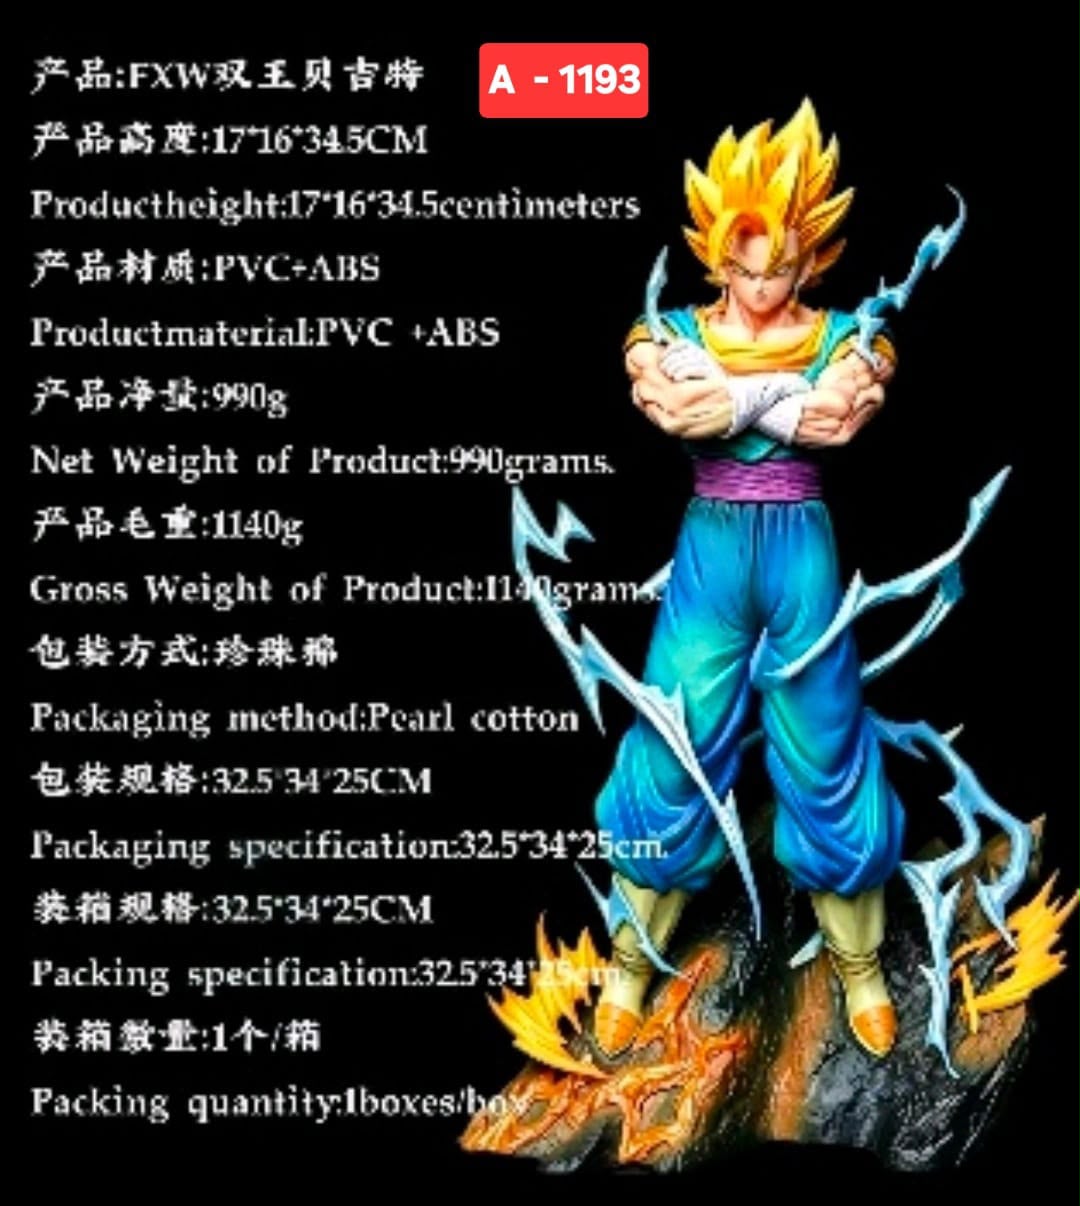 产品:FXW双王贝吉特
A - 1193
产品高度:17*16*34.5CM
Productheight:17*16*34.5centimeters
产品材质:PVC+ABS
Productmaterial:PVC +ABS
产品净量:990g
Net Weight of Product:990grams.
产品毛重:1140g
Gross Weight of Product:1140grams.
包装方式:珍珠棉
Packaging method:Pearl cotton
包装规格:32.5*34*25CM
Packaging specification:32.5*34*25cm.
装箱规格:32.5*34*25CM
Packing specification:32.5*34*25cm.
装箱数量:1个/箱
Packing quantity:1boxes/box